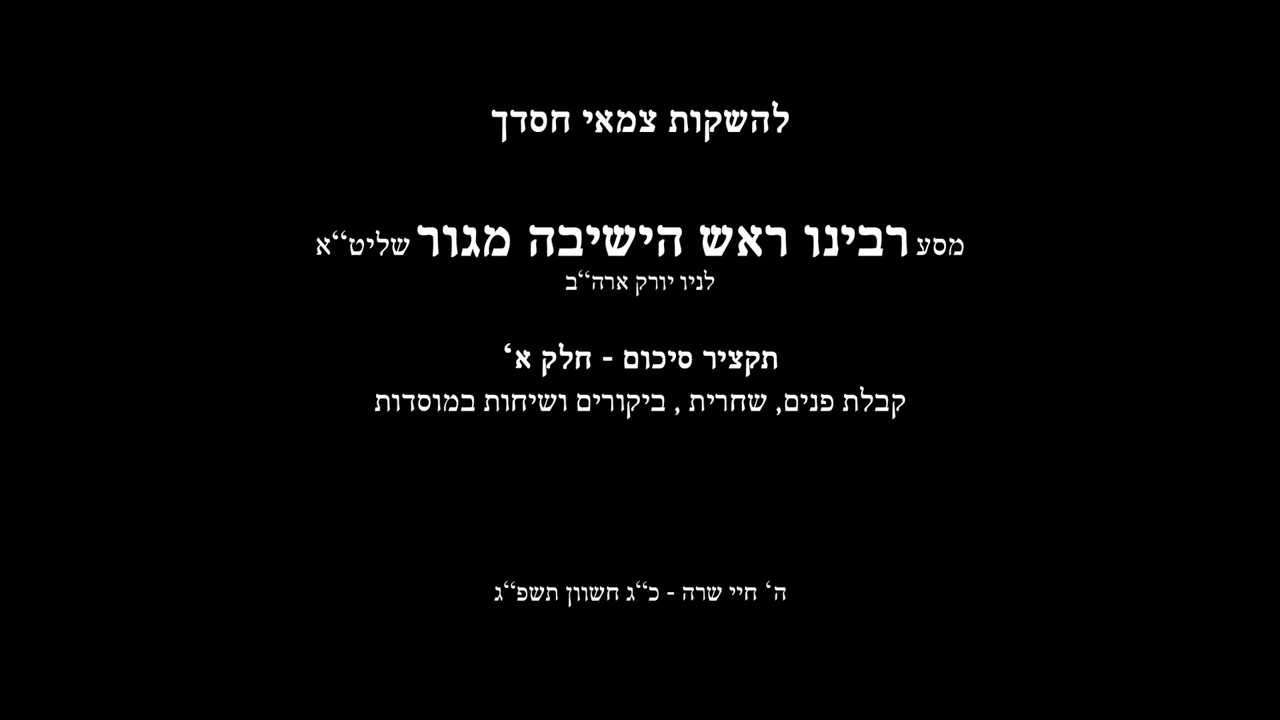 להשקות צמאי חסדך
מסע רבינו ראש הישיבה מגור שליט“א
לניו יורק ארה“ב
תקציר סיכום - חלק א‘
קבלת פנים, שחרית , ביקורים ושיחות במוסדות
ה‘ חיי שרה - כ“ג חשוון תשפ“ג